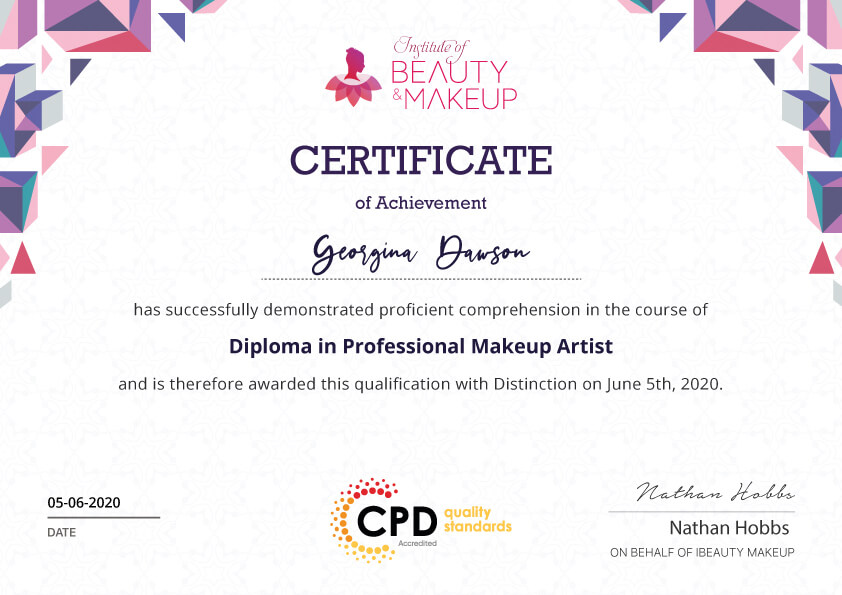 Institute of
BEAUTY
&MAKEUP
CERTIFICATE
of Achievement
Georgina Dawson
has successfully demonstrated proficient comprehension in the course of
Diploma in Professional Makeup Artist
and is therefore awarded this qualification with Distinction on June 5th, 2020.
05-06-2020
DATE
CPD
Accredited
quality
standards
Nathan Hobbs
Nathan Hobbs
ON BEHALF OF IBEAUTY MAKEUP